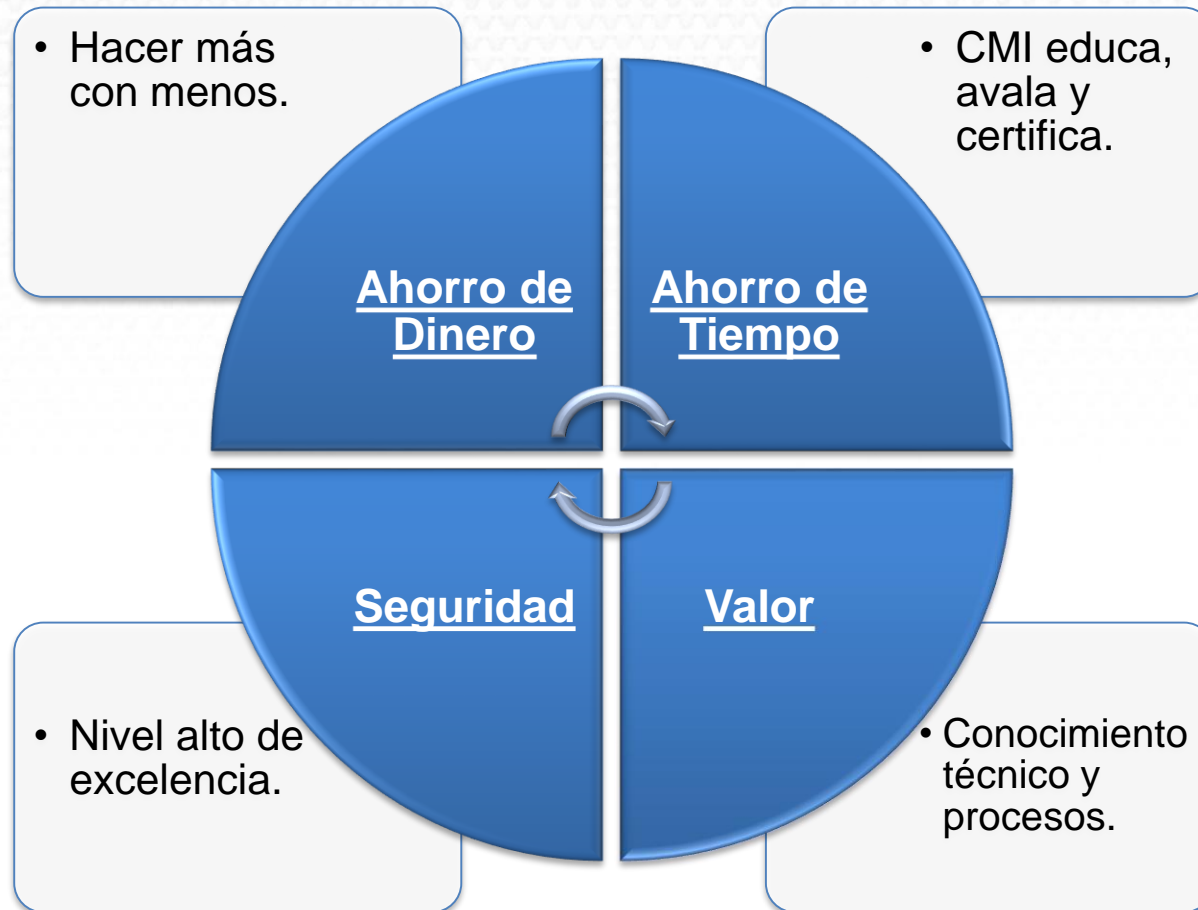 • Hacer más
con menos.
• CMI educa,
avala y
certifica.
Ahorro de
Dinero
Ahorro de
Tiempo
Seguridad
Valor
• Nivel alto de
excelencia.
• Conocimiento
técnico y
procesos.